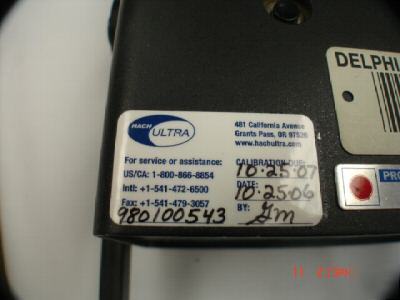 DELPHI
HACH
ULTRA
481 California Avenue
Grants Pass, OR 97526
www.hachultra.com
For service or assistance:
US/CA: 1-800-866-8854
Intl: +1-541-472-6500
Fax: +1-541-479-3057
980100543
CALIBRATION DUE:
10·25·07
DATE:
10·25·06
BY: GM
PRO